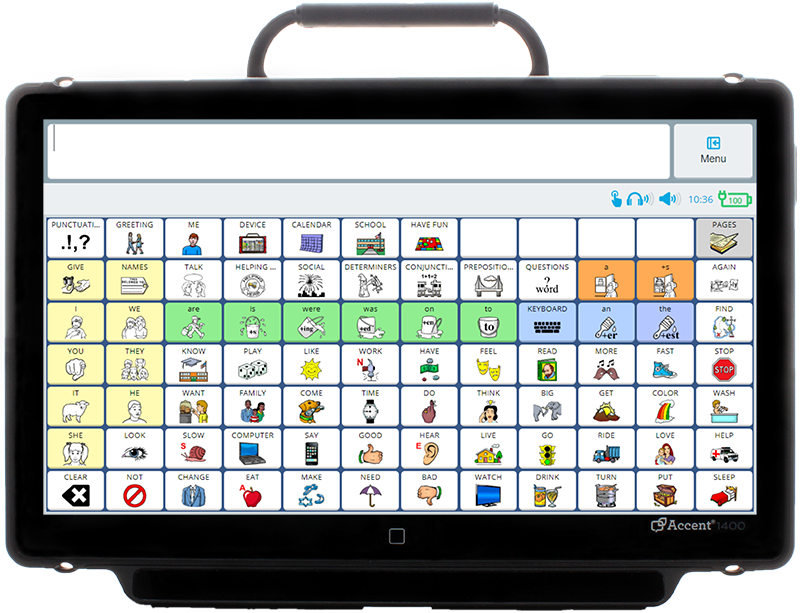 Menu
10:36
100
PUNCTUATI... GREETING ME DEVICE CALENDAR SCHOOL HAVE FUN PAGES
.!,?
GIVE NAMES TALK HELPING ... SOCIAL DETERMINERS CONJUNCTI... PREPOSITIO... QUESTIONS a +s AGAIN
1+1=2 ? word
I WE are is were was on to KEYBOARD an the FIND
+s +ing +ed +en to +er +est
YOU THEY KNOW PLAY LIKE WORK HAVE FEEL READ MORE FAST STOP
N STOP
IT HE WANT FAMILY COME TIME DO THINK BIG GET COLOR WASH
SHE LOOK SLOW COMPUTER SAY GOOD HEAR LIVE GO RIDE LOVE HELP
S E
CLEAR NOT CHANGE EAT MAKE NEED BAD WATCH DRINK TURN PUT SLEEP
A
Accent® 1400